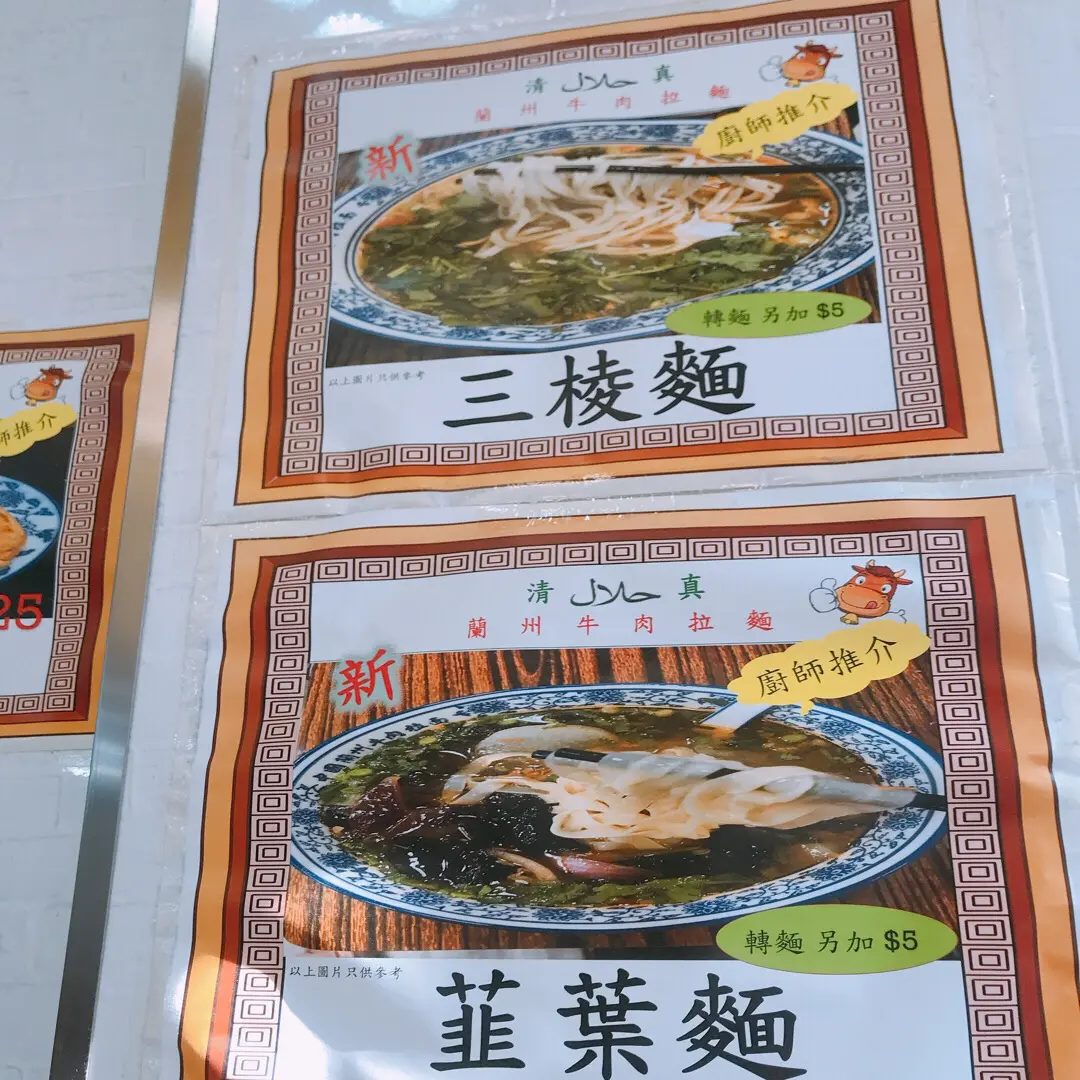 清 حلال 真
蘭州牛肉拉麵
新
廚師推介
轉麵 另加 $5
以上圖片只供參考
三棱麵
師推介
25
清 حلال 真
蘭州牛肉拉麵
新
廚師推介
轉麵 另加 $5
以上圖片只供參考
韮葉麵